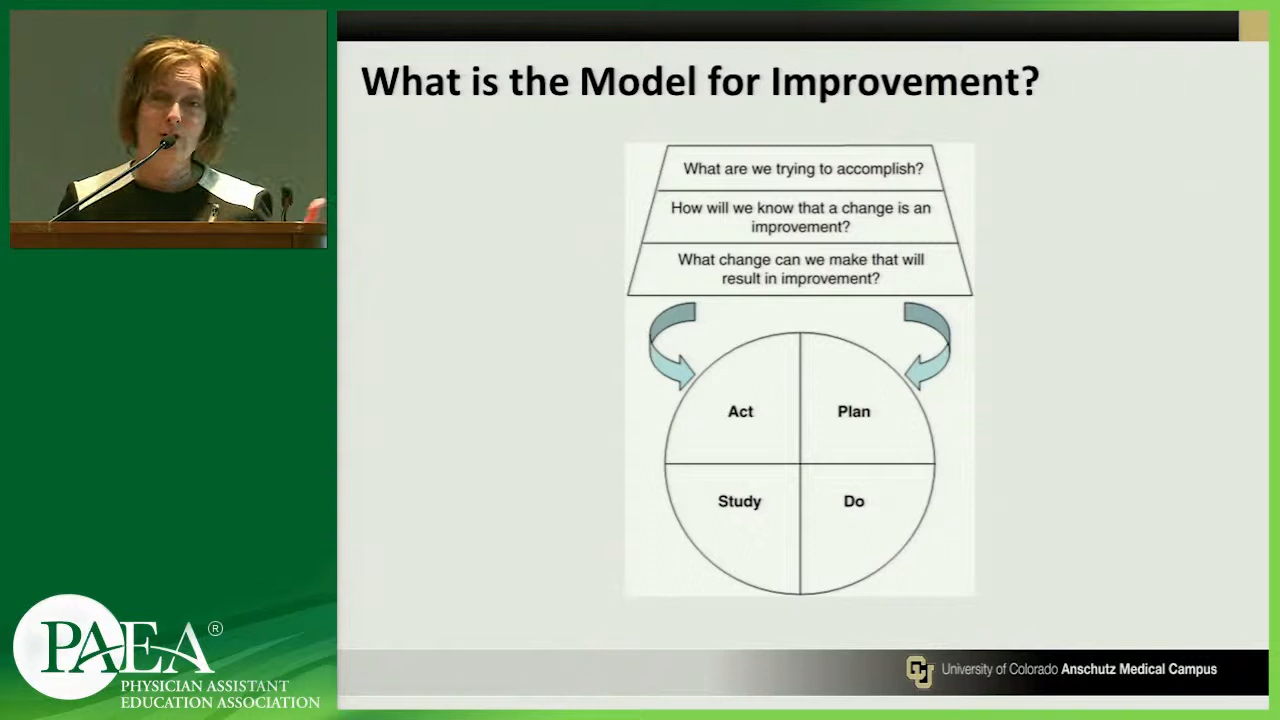 What is the Model for Improvement?
What are we trying to accomplish?
How will we know that a change is an
improvement?
What change can we make that will
result in improvement?
Act
Plan
Study
Do
PAEA®
PHYSICIAN ASSISTANT
EDUCATION ASSOCIATION
CU University of Colorado Anschutz Medical Campus